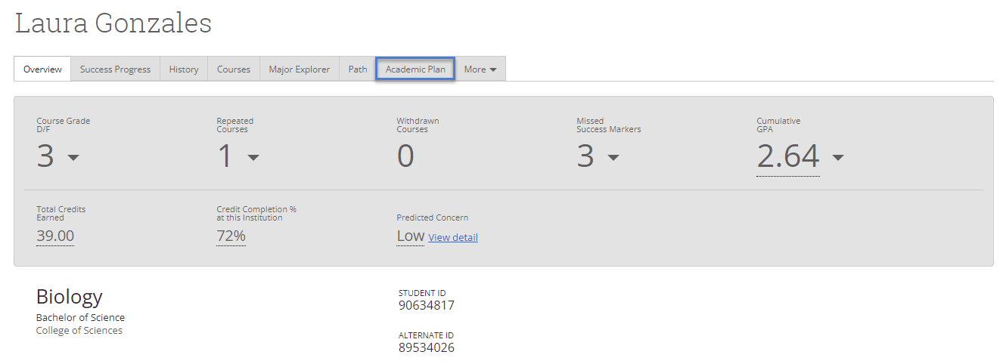 Laura Gonzales
Overview Success Progress History Courses Major Explorer Path Academic Plan More
Course Grade
D/F
3
Repeated
Courses
1
Withdrawn
Courses
0
Missed
Success Markers
3
Cumulative
GPA
2.64
Total Credits
Earned
39.00
Credit Completion %
at this Institution
72%
Predicted Concern
Low View detail
Biology
Bachelor of Science
College of Sciences
STUDENT ID
90634817
ALTERNATE ID
89534026